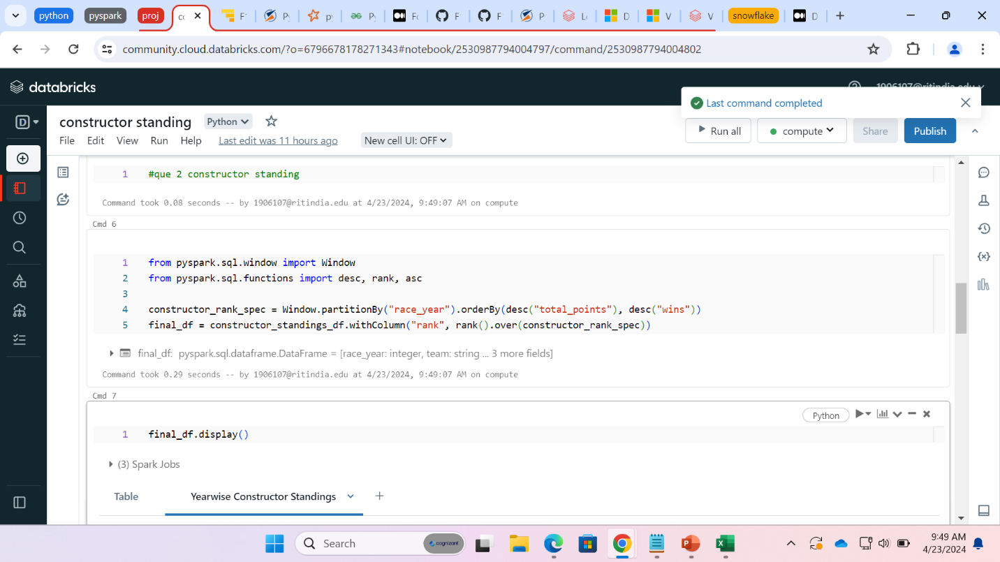 python
pyspark
proj
snowflake
community.cloud.databricks.com/?o=6796678178271343#notebook/2530987794004797/command/2530987794004802
databricks
Last command completed
D
constructor standing
Python
File Edit View Run Help Last edit was 11 hours ago New cell UI: OFF
Run all
compute
Share
Publish
1 #que 2 constructor standing
Command took 0.08 seconds -- by 1906107@ritindia.edu at 4/23/2024, 9:49:07 AM on compute
Cmd 6
1 from pyspark.sql.window import Window
2 from pyspark.sql.functions import desc, rank, asc
3
4 constructor_rank_spec = Window.partitionBy("race_year").orderBy(desc("total_points"), desc("wins"))
5 final_df = constructor_standings_df.withColumn("rank", rank().over(constructor_rank_spec))
final_df: pyspark.sql.dataframe.DataFrame = [race_year: integer, team: string ... 3 more fields]
Command took 0.29 seconds -- by 1906107@ritindia.edu at 4/23/2024, 9:49:07 AM on compute
Cmd 7
Python
1 final_df.display()
(3) Spark Jobs
Table Yearwise Constructor Standings
Search
cognizant
9:49 AM
4/23/2024